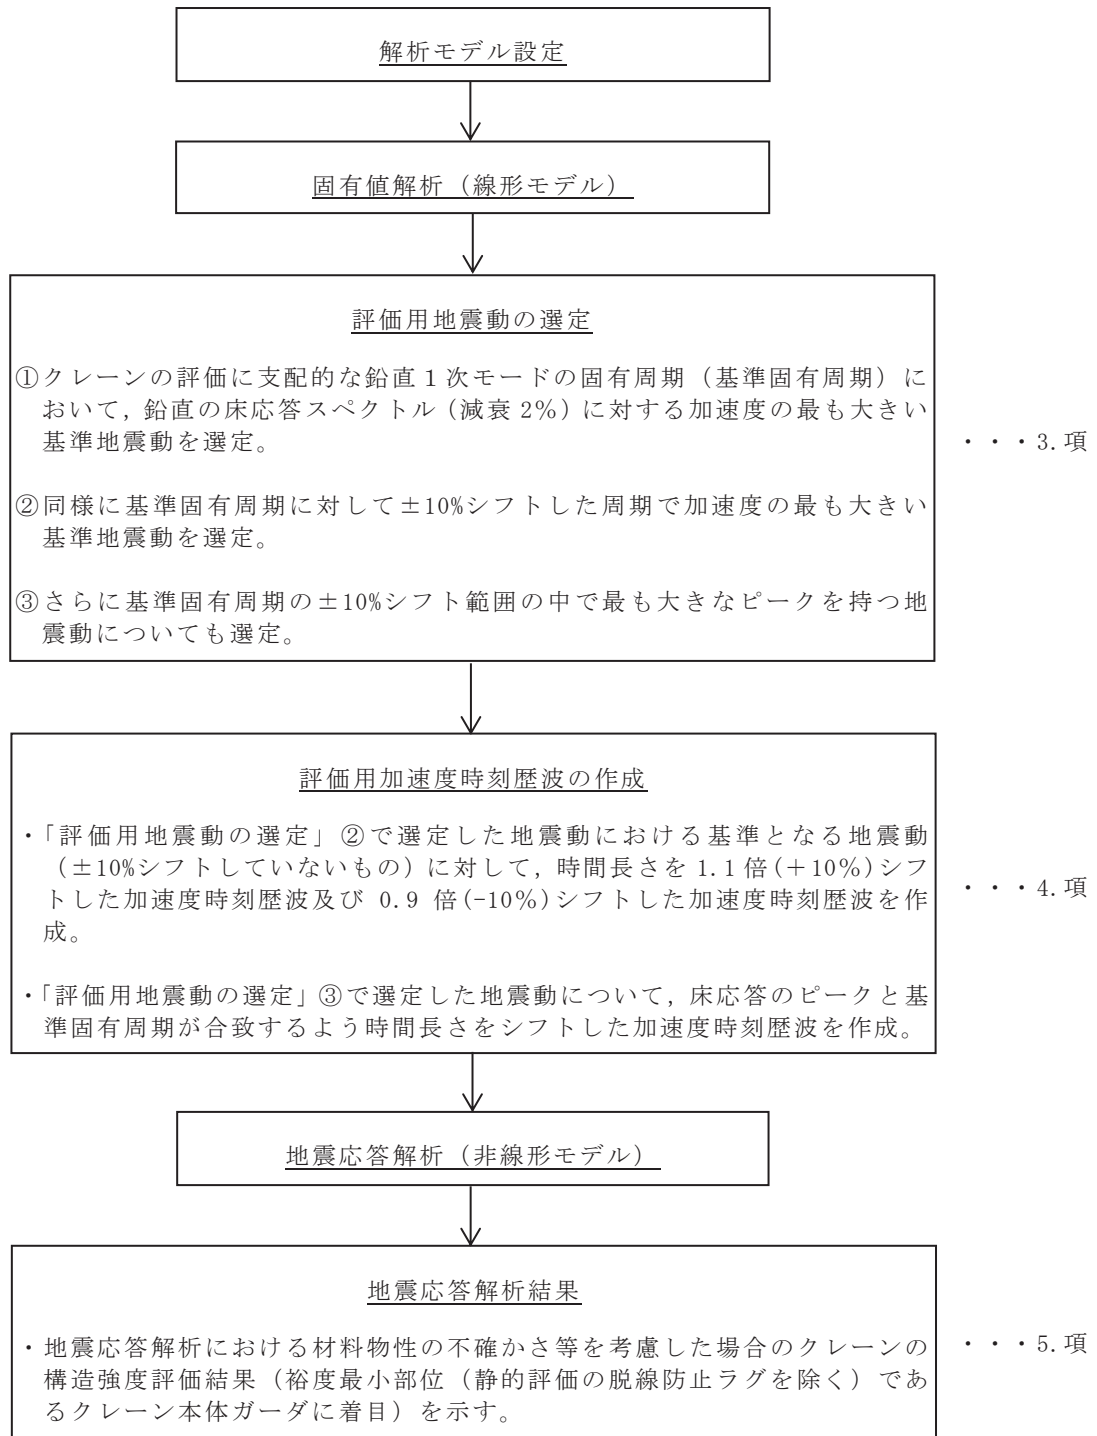 解析モデル設定
固有値解析（線形モデル）
評価用地震動の選定
①クレーンの評価に支配的な鉛直１次モードの固有周期（基準固有周期）に
おいて，鉛直の床応答スペクトル（減衰 2%）に対する加速度の最も大きい
基準地震動を選定。
②同様に基準固有周期に対して±10%シフトした周期で加速度の最も大きい
基準地震動を選定。
③さらに基準固有周期の±10%シフト範囲の中で最も大きなピークを持つ地
震動についても選定。
・・・3.項
評価用加速度時刻歴波の作成
・「評価用地震動の選定」②で選定した地震動における基準となる地震動
（±10%シフトしていないもの）に対して，時間長さを 1.1 倍(＋10％)シフ
トした加速度時刻歴波及び 0.9 倍(-10％)シフトした加速度時刻歴波を作
成。
・「評価用地震動の選定」③で選定した地震動について，床応答のピークと基
準固有周期が合致するよう時間長さをシフトした加速度時刻歴波を作成。
・・・4.項
地震応答解析（非線形モデル）
地震応答解析結果
・地震応答解析における材料物性の不確かさ等を考慮した場合のクレーンの
構造強度評価結果（裕度最小部位（静的評価の脱線防止ラグを除く）であ
るクレーン本体ガーダに着目）を示す。
・・・5.項